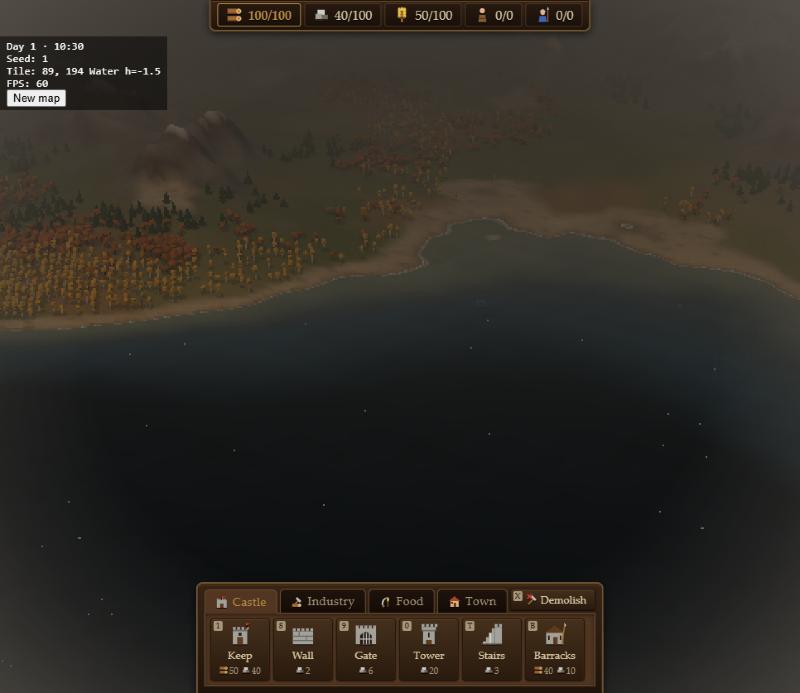 100/100 40/100 50/100 0/0 0/0
Day 1 · 10:30
Seed: 1
Tile: 89, 194 Water h=-1.5
FPS: 60
New map
Castle Industry Food Town X Demolish
1 8 9 0 T B
Keep Wall Gate Tower Stairs Barracks
50 40 2 6 20 3 40 10